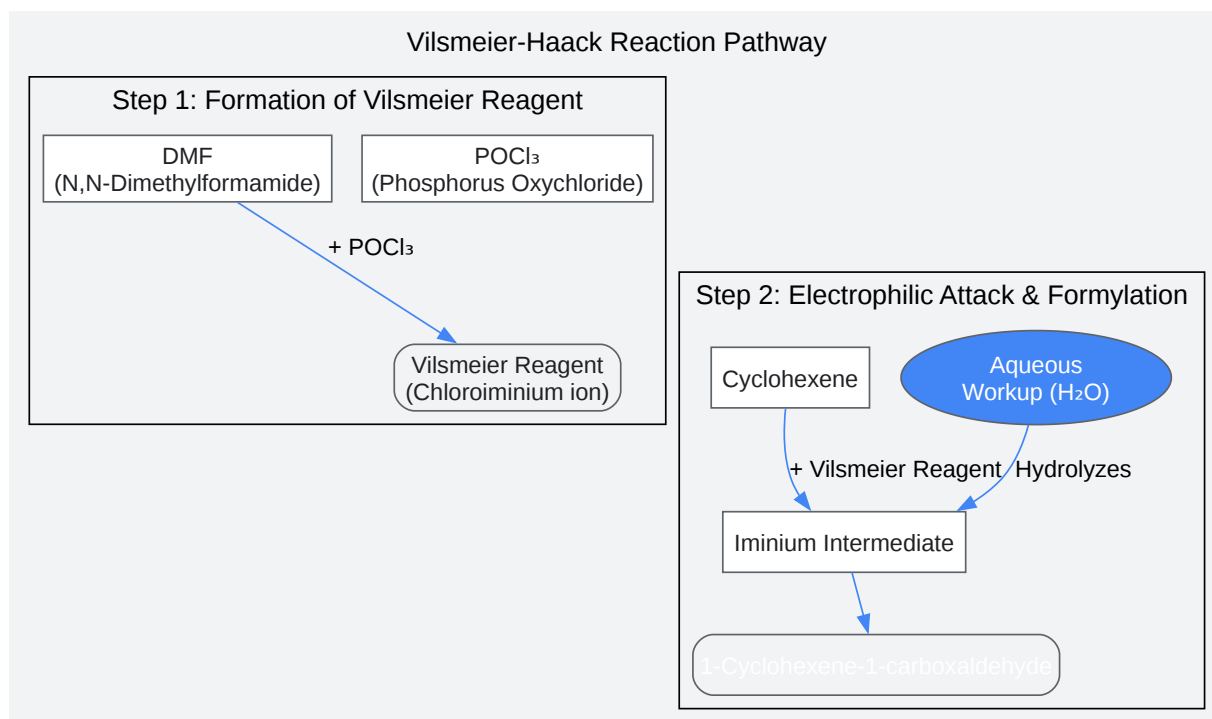 Vilsmeier-Haack Reaction Pathway
Step 1: Formation of Vilsmeier Reagent
DMF
(N,N-Dimethylformamide)
POCl₃
(Phosphorus Oxychloride)
+ POCl₃
Vilsmeier Reagent
(Chloroiminium ion)
Step 2: Electrophilic Attack & Formylation
Cyclohexene
Aqueous
Workup (H₂O)
+ Vilsmeier Reagent
Hydrolyzes
Iminium Intermediate
1-Cyclohexene-1-carboxaldehyde